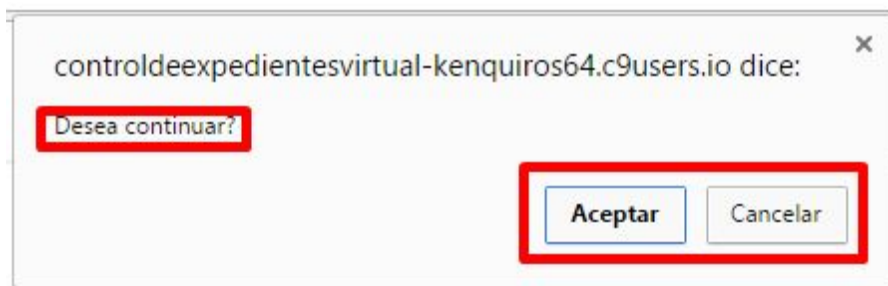 controldeexpedientesvirtual-kenquiros64.c9users.io dice:
Desea continuar?
Aceptar Cancelar